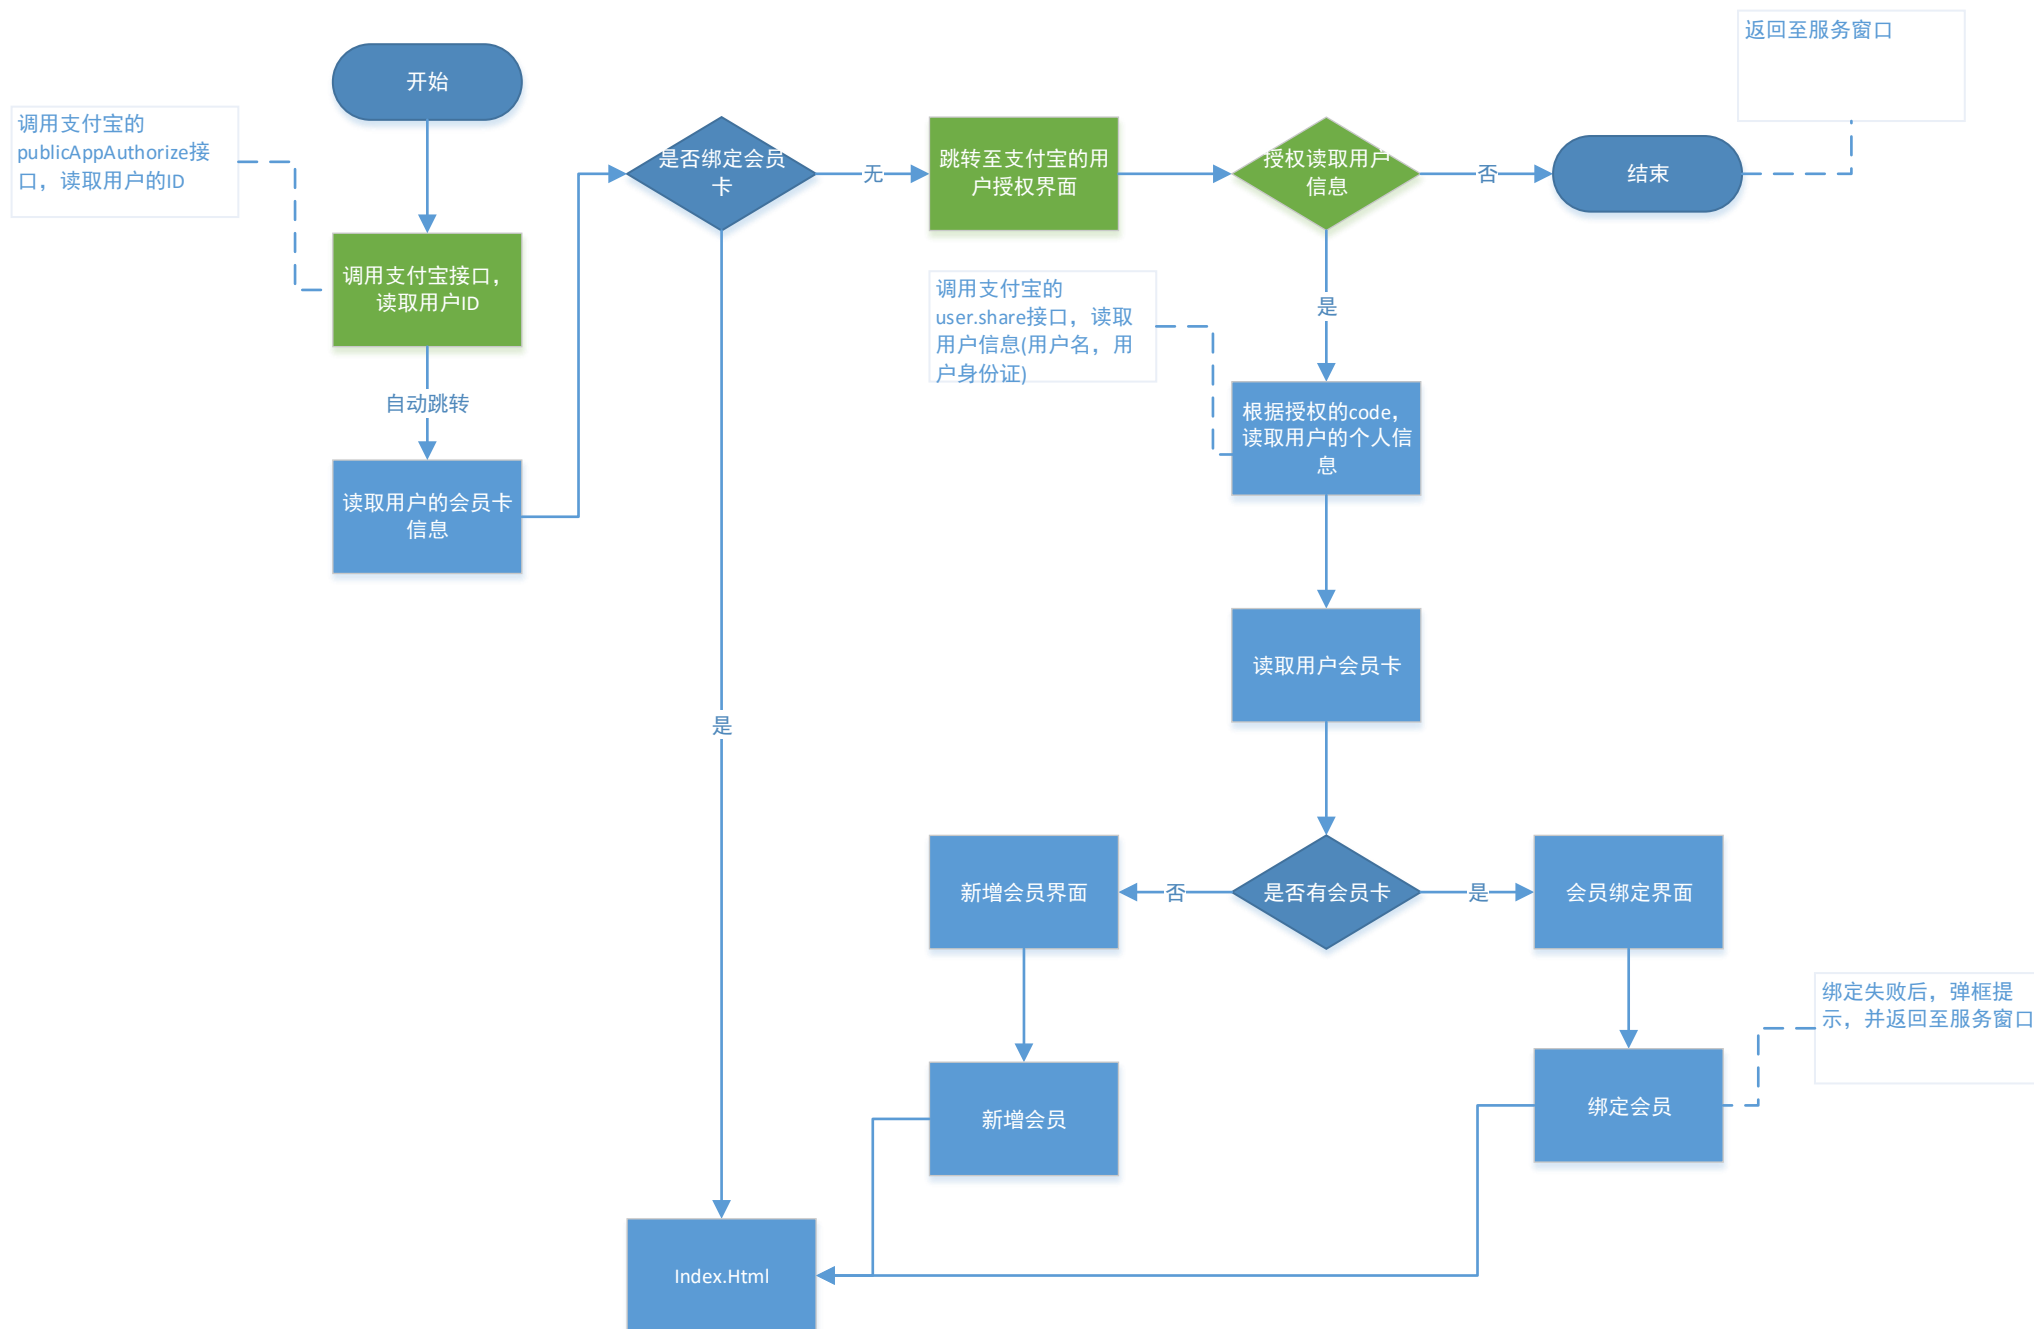 返回至服务窗口
开始
调用支付宝的
publicAppAuthorize接
口，读取用户的ID
是否绑定会员
卡
无
跳转至支付宝的用
户授权界面
授权读取用户
信息
否
结束
调用支付宝接口，
读取用户ID
调用支付宝的
user.share接口，读取
用户信息(用户名，用
户身份证)
是
自动跳转
根据授权的code，
读取用户的个人信
息
读取用户的会员卡
信息
读取用户会员卡
是
新增会员界面
否
是否有会员卡
是
会员绑定界面
绑定失败后，弹框提
示，并返回至服务窗口
新增会员
绑定会员
Index.Html